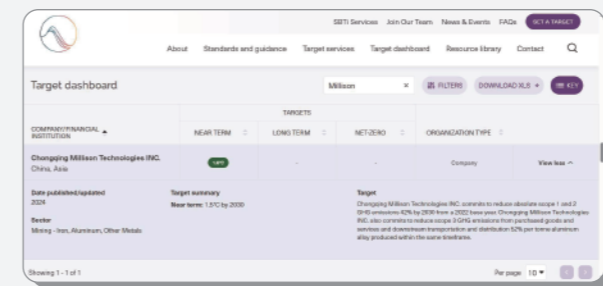 SBTi Services Join Our Team News & Events FAQs SET A TARGET
About Standards and guidance Target services Target dashboard Resource library Contact
Target dashboard
Millison × FILTERS DOWNLOAD XLS KEY
TARGETS
COMPANY/FINANCIAL INSTITUTION NEAR TERM LONG TERM NET-ZERO ORGANIZATION TYPE
Chongqing Millison Technologies INC.
China, Asia
1.5°C - - Company View less
Date published/updated
2024
Sector
Mining - Iron, Aluminum, Other Metals
Target summary
Near term: 1.5°C by 2030
Target
Chongqing Millison Technologies INC. commits to reduce absolute scope 1 and 2
GHG emissions 42% by 2030 from a 2022 base year. Chongqing Millison Technologies
INC. also commits to reduce scope 3 GHG emissions from purchased goods and
services and downstream transportation and distribution 52% per tonne aluminum
alloy produced within the same timeframe.
Showing 1 - 1 of 1
Per page 10